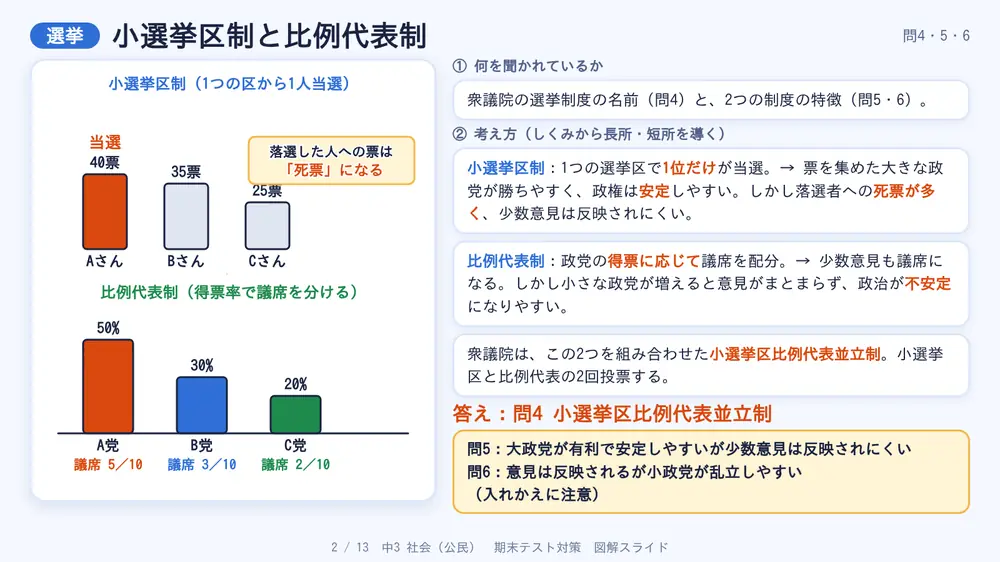 選挙 小選挙区制と比例代表制
問4・5・6
小選挙区制（1つの区から1人当選）
当選
40票
35票
25票
落選した人への票は
「死票」になる
Aさん Bさん Cさん
比例代表制（得票率で議席を分ける）
50%
30%
20%
A党 B党 C党
議席 5／10 議席 3／10 議席 2／10
① 何を聞かれているか
衆議院の選挙制度の名前（問4）と、2つの制度の特徴（問5・6）。
② 考え方（しくみから長所・短所を導く）
小選挙区制：1つの選挙区で1位だけが当選。→ 票を集めた大きな政
党が勝ちやすく、政権は安定しやすい。しかし落選者への死票が多
く、少数意見は反映されにくい。
比例代表制：政党の得票に応じて議席を配分。→ 少数意見も議席に
なる。しかし小さな政党が増えると意見がまとまらず、政治が不安定
になりやすい。
衆議院は、この2つを組み合わせた小選挙区比例代表並立制。小選挙
区と比例代表の2回投票する。
答え：問4 小選挙区比例代表並立制
問5：大政党が有利で安定しやすいが少数意見は反映されにくい
問6：意見は反映されるが小政党が乱立しやすい
（入れかえに注意）
2 / 13 中3 社会（公民） 期末テスト対策 図解スライド